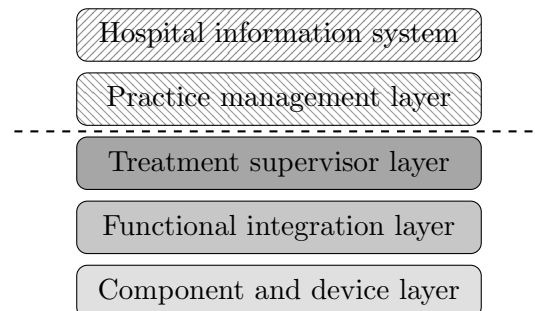 Hospital information system
Practice management layer
Treatment supervisor layer
Functional integration layer
Component and device layer